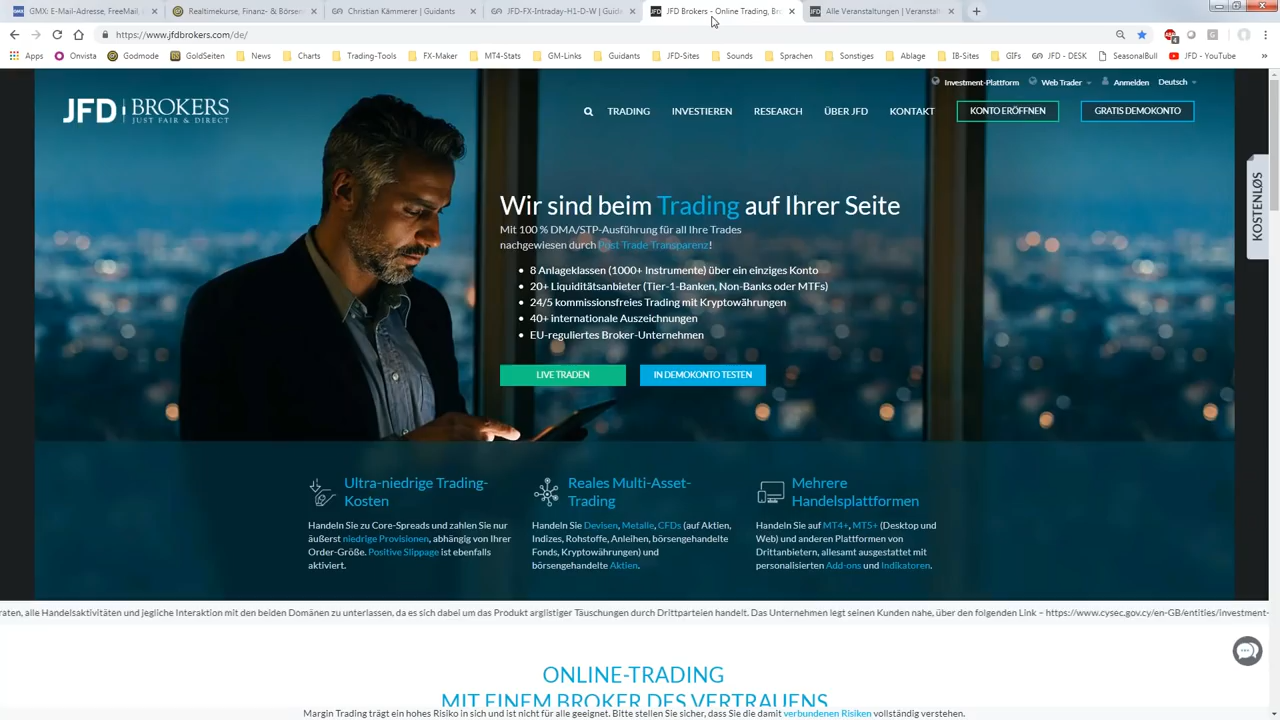 GMX: E-Mail-Adresse, FreeMail
Realtimekurse, Finanz- & Börse
Christian Kämmerer | Guidants
JFD-FX-Intraday-H1-D-W | Guid
JFD Brokers - Online Trading, Br
Alle Veranstaltungen | Veranstal
https://www.jfdbrokers.com/de/
Apps
Onvista
Godmode
GoldSeiten
News
Charts
Trading-Tools
FX-Maker
MT4-Stats
GM-Links
Guidants
JFD-Sites
Sounds
Sprachen
Sonstiges
Ablage
IB-Sites
GIFs
JFD - DESK
SeasonalBull
JFD - YouTube
Investment-Plattform
Web Trader
Anmelden
Deutsch
JFD BROKERS
JUST FAIR & DIRECT
TRADING
INVESTIEREN
RESEARCH
ÜBER JFD
KONTAKT
KONTO ERÖFFNEN
GRATIS DEMOKONTO
KOSTENLOS
Wir sind beim Trading auf Ihrer Seite
Mit 100 % DMA/STP-Ausführung für all Ihre Trades
nachgewiesen durch Post Trade Transparenz!
• 8 Anlageklassen (1000+ Instrumente) über ein einziges Konto
• 20+ Liquiditätsanbieter (Tier-1-Banken, Non-Banks oder MTFs)
• 24/5 kommissionsfreies Trading mit Kryptowährungen
• 40+ internationale Auszeichnungen
• EU-reguliertes Broker-Unternehmen
LIVE TRADEN
IN DEMOKONTO TESTEN
Ultra-niedrige Trading-
Kosten
Handeln Sie zu Core-Spreads und zahlen Sie nur
äußerst niedrige Provisionen, abhängig von Ihrer
Order-Größe. Positive Slippage ist ebenfalls
aktiviert.
Reales Multi-Asset-
Trading
Handeln Sie Devisen, Metalle, CFDs (auf Aktien,
Indizes, Rohstoffe, Anleihen, börsengehandelte
Fonds, Kryptowährungen) und
börsengehandelte Aktien.
Mehrere
Handelsplattformen
Handeln Sie auf MT4+, MT5+ (Desktop und
Web) und anderen Plattformen von
Drittanbietern, allesamt ausgestattet mit
personalisierten Add-ons und Indikatoren.
raten, alle Handelsaktivitäten und jegliche Interaktion mit den beiden Domänen zu unterlassen, da es sich dabei um das Produkt arglistiger Täuschungen durch Drittparteien handelt. Das Unternehmen legt seinen Kunden nahe, über den folgenden Link – https://www.cysec.gov.cy/en-GB/entities/investment-
ONLINE-TRADING
MIT EINEM BROKER DES VERTRAUENS
Margin Trading trägt ein hohes Risiko in sich und ist nicht für alle geeignet. Bitte stellen Sie sicher, dass Sie die damit verbundenen Risiken vollständig verstehen.